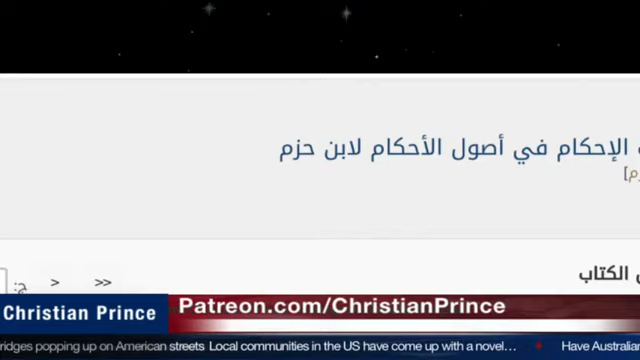 الإحكام في أصول الأحكام لابن حزم
الكتاب
ج:
>
>>
Christian Prince
Patreon.com/ChristianPrince
ridges popping up on American streets Local communities in the US have come up with a novel… Have Australian